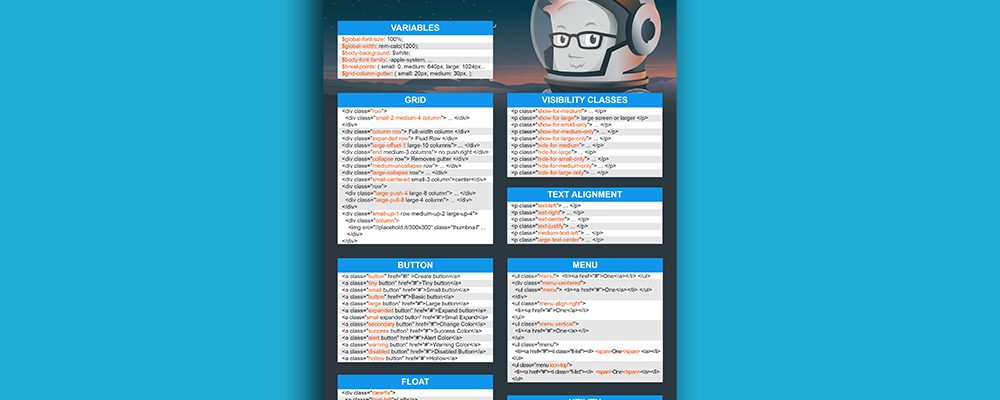 VARIABLES
$global-font-size: 100%;
$global-width: rem-calc(1200);
$body-background: $white;
$body-font-family: -apple-system, ...
$breakpoints: ( small: 0, medium: 640px, large: 1024px...
$grid-column-gutter: ( small: 20px, medium: 30px, );
GRID
<div class="row">
<div class="small-2 medium-4 column"> ... </div>
</div>
<div class="column row"> Full-width column </div>
<div class="expanded row"> Fluid Row </div>
<div class="large-offset-1 large-10 columns"> ... </div>
<div class="end medium-3 columns"> no push right </div>
<div class="collapse row"> Removes gutter </div>
<div class="medium-uncollapse row"> ... </div>
<div class="large-collapse row"> ... </div>
<div class="small-centered small-3 column">center</div>
<div class="row">
<div class="large-push-4 large-8 column"> ... </div>
<div class="large-pull-8 large-4 column"> ... </div>
</div>
<div class="small-up-1 row medium-up-2 large-up-4">
<div class="column">
<img src="//placehold.it/300x300" class="thumbnail" ...
</div>
</div>
BUTTON
<a class="button" href="#!" >Create button</a>
<a class="tiny button" href="#">Tiny button</a>
<a class="small button" href="#">Small button</a>
<a class="button" href="#">Basic button</a>
<a class="large button" href="#">Large button</a>
<a class="expanded button" href="#">Expand button</a>
<a class="small expanded button" href="#">Small Expand</a>
<a class="secondary button" href="#">Change Color</a>
<a class="success button" href="#">Success Color</a>
<a class="alert button" href="#">Alert Color</a>
<a class="warning button" href="#">Warning Color</a>
<a class="disabled button" href="#">Disabled Button</a>
<a class="hollow button" href="#">Hollow</a>
FLOAT
<div class="clearfix">
VISIBILITY CLASSES
<p class="show-for-medium"> ... </p>
<p class="show-for-large"> large screen or larger </p>
<p class="show-for-small-only"> ... </p>
<p class="show-for-medium-only"> ... </p>
<p class="show-for-large-only"> ... </p>
<p class="hide-for-medium"> ... </p>
<p class="hide-for-large"> ... </p>
<p class="hide-for-small-only"> ... </p>
<p class="hide-for-medium-only"> ... </p>
<p class="hide-for-large-only"> ... </p>
TEXT ALIGNMENT
<p class="text-left"> ... </p>
<p class="text-right"> ... </p>
<p class="text-center"> ... </p>
<p class="text-justify"> ... </p>
<p class="medium-text-left"> ... </p>
<p class="large-text-center"> ... </p>
MENU
<ul class="menu"> <li><a href="#">One</a></li> </ul>
<div class="menu-centered">
<ul class="menu"> <li><a href="#">One</a></li> </ul>
</div>
<ul class="menu align-right">
<li><a href="#">One</a></li>
</ul>
<ul class="menu vertical">
<li><a href="#">One</a></li>
</ul>
<ul class="menu">
<li><a href="#"><i class="fi-list"></i> <span>One</span> </a></li>
</ul>
<ul class="menu icon-top">
<li><a href="#"><i class="fi-list"></i> <span>One</span></a></li>
</ul>